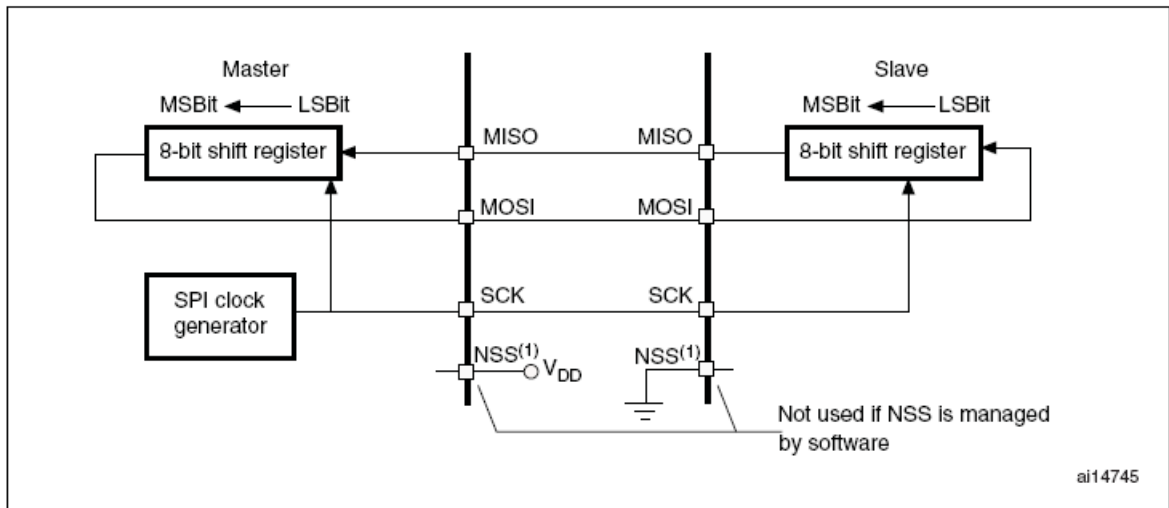 Master
MSBit LSBit
8-bit shift register
MISO
MISO
Slave
MSBit LSBit
8-bit shift register
MOSI
MOSI
SPI clock
generator
SCK
SCK
NSS(1)
VDD
NSS(1)
Not used if NSS is managed
by software
ai14745